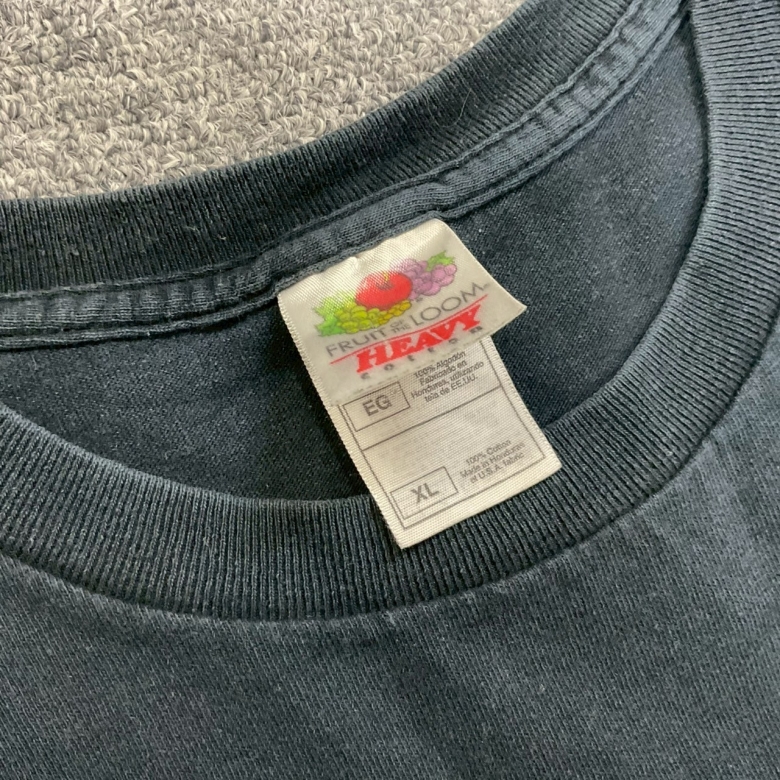 FRUIT OF THE LOOM®
HEAVY
cotton
EG
100% Algodón
Fabricado en
Honduras, utilizando
tela de EE.UU.
XL
100% Cotton
Made in Honduras
of U.S.A. fabric